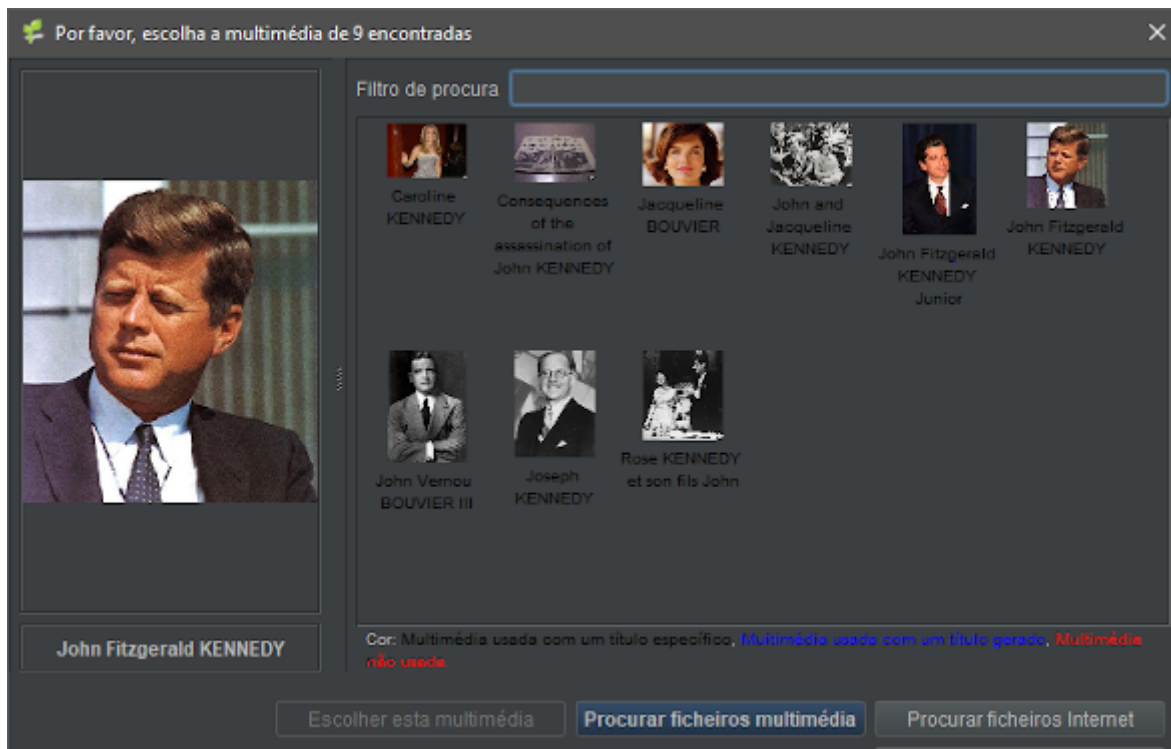 Por favor, escolha a multimédia de 9 encontradas
Filtro de procura
Caroline
KENNEDY
Consequences
of the
assassination of
John KENNEDY
Jacqueline
BOUVIER
John and
Jacqueline
KENNEDY
John Fitzgerald
KENNEDY
Junior
John Fitzgerald
KENNEDY
John Vernou
BOUVIER III
Joseph
KENNEDY
Rose KENNEDY
et son fils John
John Fitzgerald KENNEDY
Cor: Multimédia usada com um título específico, Multimédia usada com um título gerado, Multimédia
não usada.
Escolher esta multimédia
Procurar ficheiros multimédia
Procurar ficheiros Internet